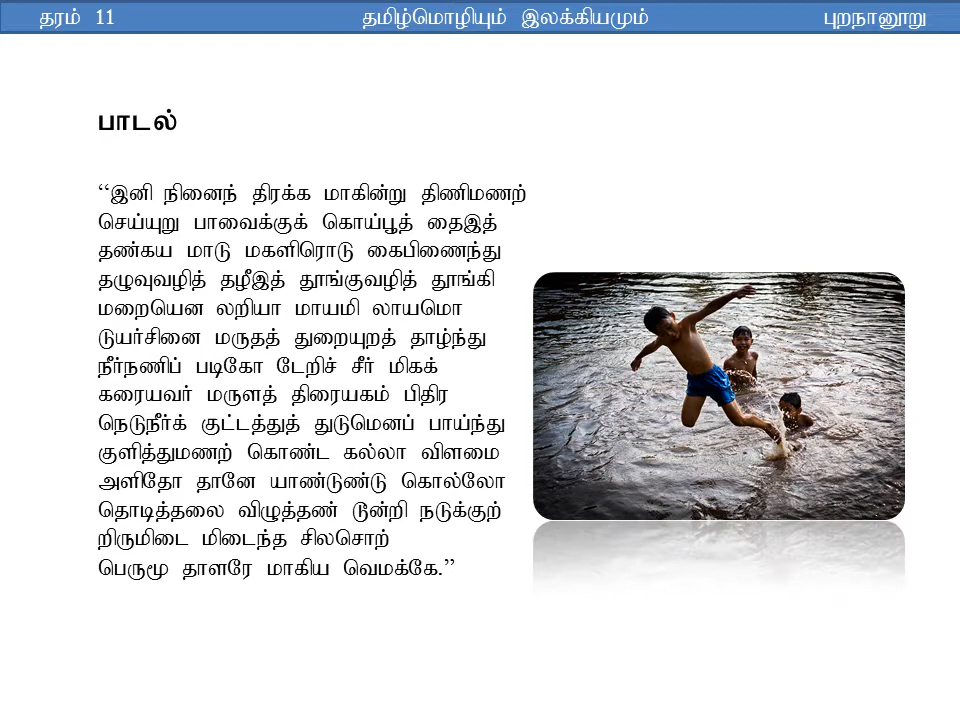 தரம் 11 தமிழ்மொழியும் இலக்கியமும் புறநானூறு
பாடல்
“இனி நினைந் திரக்க மாகின்று திணிமணற்
செய்யுறு பாவைக்குக் கொய்பூத் தைஇத்
தண்கய மாடு மகளிரொடு கைபிணைந்து
தழுவுவழித் தழீஇத் தூங்குவழித் தூங்கி
மறையென லறியா மாயமி லாயமொ
டுயர்சினை மருதத் துறையுறத் தாழ்ந்து
நீர்நணிப் படிகோ டேறிச் சீர் மிகக்
கரையவர் மருளத் திரையகம் பிதிர
நெடுநீர்க் குட்டத்துத் துடுமெனப் பாய்ந்து
குளித்துமணற் கொண்ட கல்லா விளமை
அளிதோ தானே யாண்டுண்டு கொல்லோ
தொடித்தலை விழுத்தண் டூன்றி நடுக்குற்
றிருமிடை மிடைந்த சிலசொற்
பெருமூ தாளரே மாகிய வெமக்கே.”